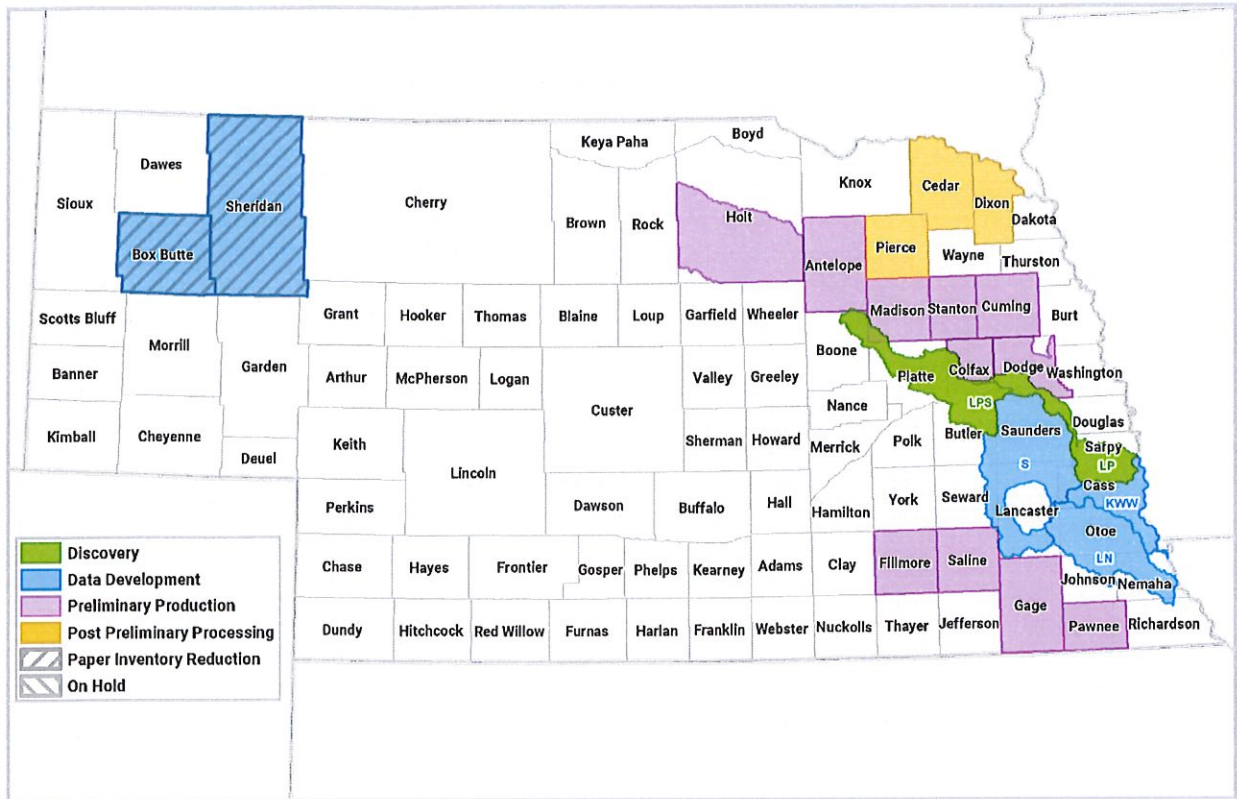 Boyd
Keya Paha
Dawes
Knox
Cedar
Dixon
Sioux
Sheridan
Cherry
Holt
Dakota
Brown
Rock
Box Butte
Pierce
Wayne
Thurston
Antelope
Scotts Bluff
Grant
Hooker
Thomas
Blaine
Loup
Garfield
Wheeler
Madison
Stanton
Cuming
Burt
Morrill
Garden
Boone
Banner
Arthur
McPherson
Logan
Valley
Greeley
Platte
Colfax
Dodge
Washington
Custer
LPS
Nance
Douglas
Kimball
Cheyenne
Keith
Sherman
Howard
Merrick
Polk
Butler
Saunders
Sarpy
Deuel
Lincoln
S
LP
Cass
Perkins
Dawson
Buffalo
Hall
Hamilton
York
Seward
Lancaster
KWW
Otoe
Discovery
Data Development
Preliminary Production
Post Preliminary Processing
Paper Inventory Reduction
On Hold
Chase
Hayes
Frontier
Gosper
Phelps
Kearney
Adams
Clay
Fillmore
Saline
LN
Johnson
Nemaha
Gage
Dundy
Hitchcock
Red Willow
Furnas
Harlan
Franklin
Webster
Nuckolls
Thayer
Jefferson
Pawnee
Richardson